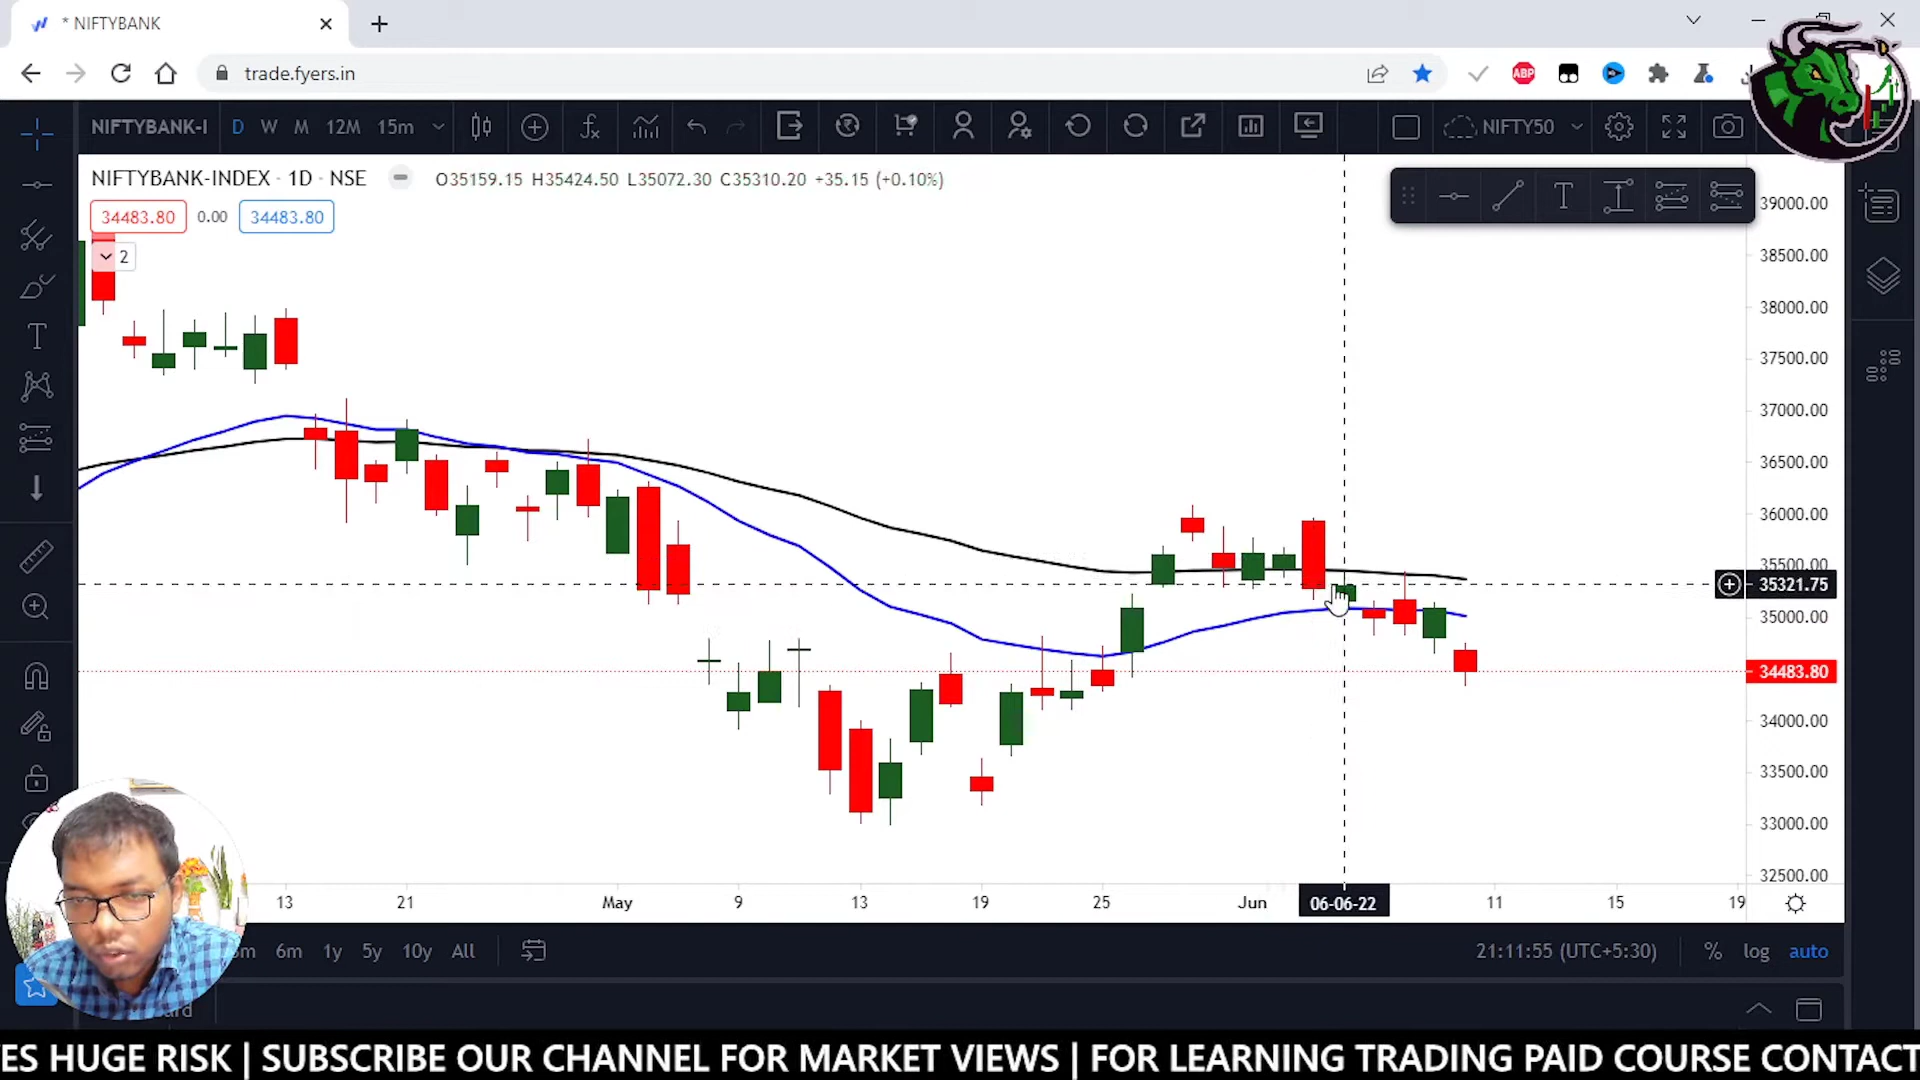 * NIFTYBANK
trade.fyers.in
ABP
NIFTYBANK-I D W M 12M 15m NIFTY50
NIFTYBANK-INDEX · 1D · NSE O35159.15 H35424.50 L35072.30 C35310.20 +35.15 (+0.10%)
34483.80 0.00 34483.80
2
39000.00
38500.00
38000.00
37500.00
37000.00
36500.00
36000.00
35500.00
35321.75
35000.00
34483.80
34000.00
33500.00
33000.00
32500.00
13 21 May 9 13 19 25 Jun 06-06-22 11 15 19
6m 1y 5y 10y All 21:11:55 (UTC+5:30) % log auto
ES HUGE RISK | SUBSCRIBE OUR CHANNEL FOR MARKET VIEWS | FOR LEARNING TRADING PAID COURSE CONTACT